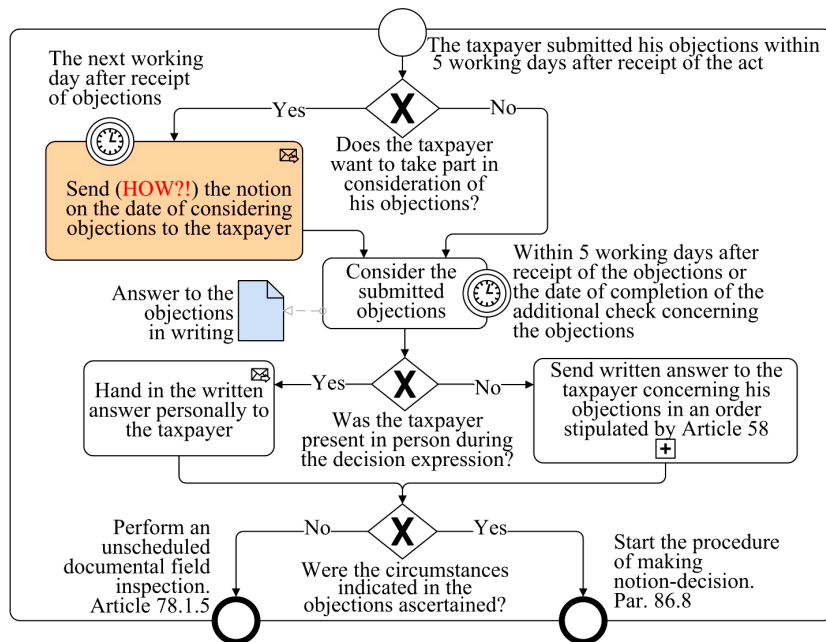 The taxpayer submitted his objections within
5 working days after receipt of the act
The next working
day after receipt
of objections
Yes
No
Does the taxpayer
want to take part in
consideration of
his objections?
Send (HOW?!) the notion
on the date of considering
objections to the taxpayer
Consider the
submitted
objections
Within 5 working days after
receipt of the objections or
the date of completion of the
additional check concerning
the objections
Answer to the
objections
in writing
Hand in the written
answer personally to
the taxpayer
Yes
No
Was the taxpayer
present in person during
the decision expression?
Send written answer to the
taxpayer concerning his
objections in an order
stipulated by Article 58
No
Yes
Were the circumstances
indicated in the
objections ascertained?
Perform an
unscheduled
documental field
inspection.
Article 78.1.5
Start the procedure
of making
notion-decision.
Par. 86.8